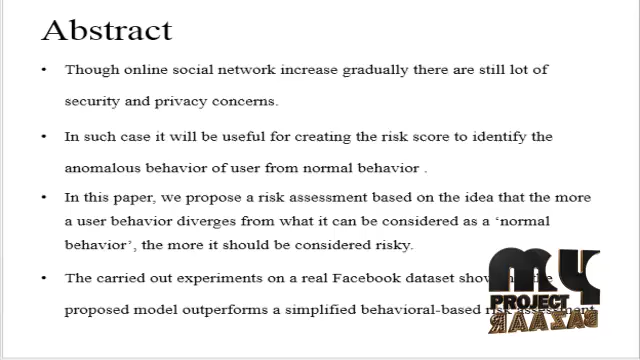 Abstract
• Though online social network increase gradually there are still lot of
security and privacy concerns.
• In such case it will be useful for creating the risk score to identify the
anomalous behavior of user from normal behavior .
• In this paper, we propose a risk assessment based on the idea that the more
a user behavior diverges from what it can be considered as a ‘normal
behavior’, the more it should be considered risky.
• The carried out experiments on a real Facebook dataset
proposed model outperforms a simplified behavioral-based risk
MY
PROJECT
BAZAAR